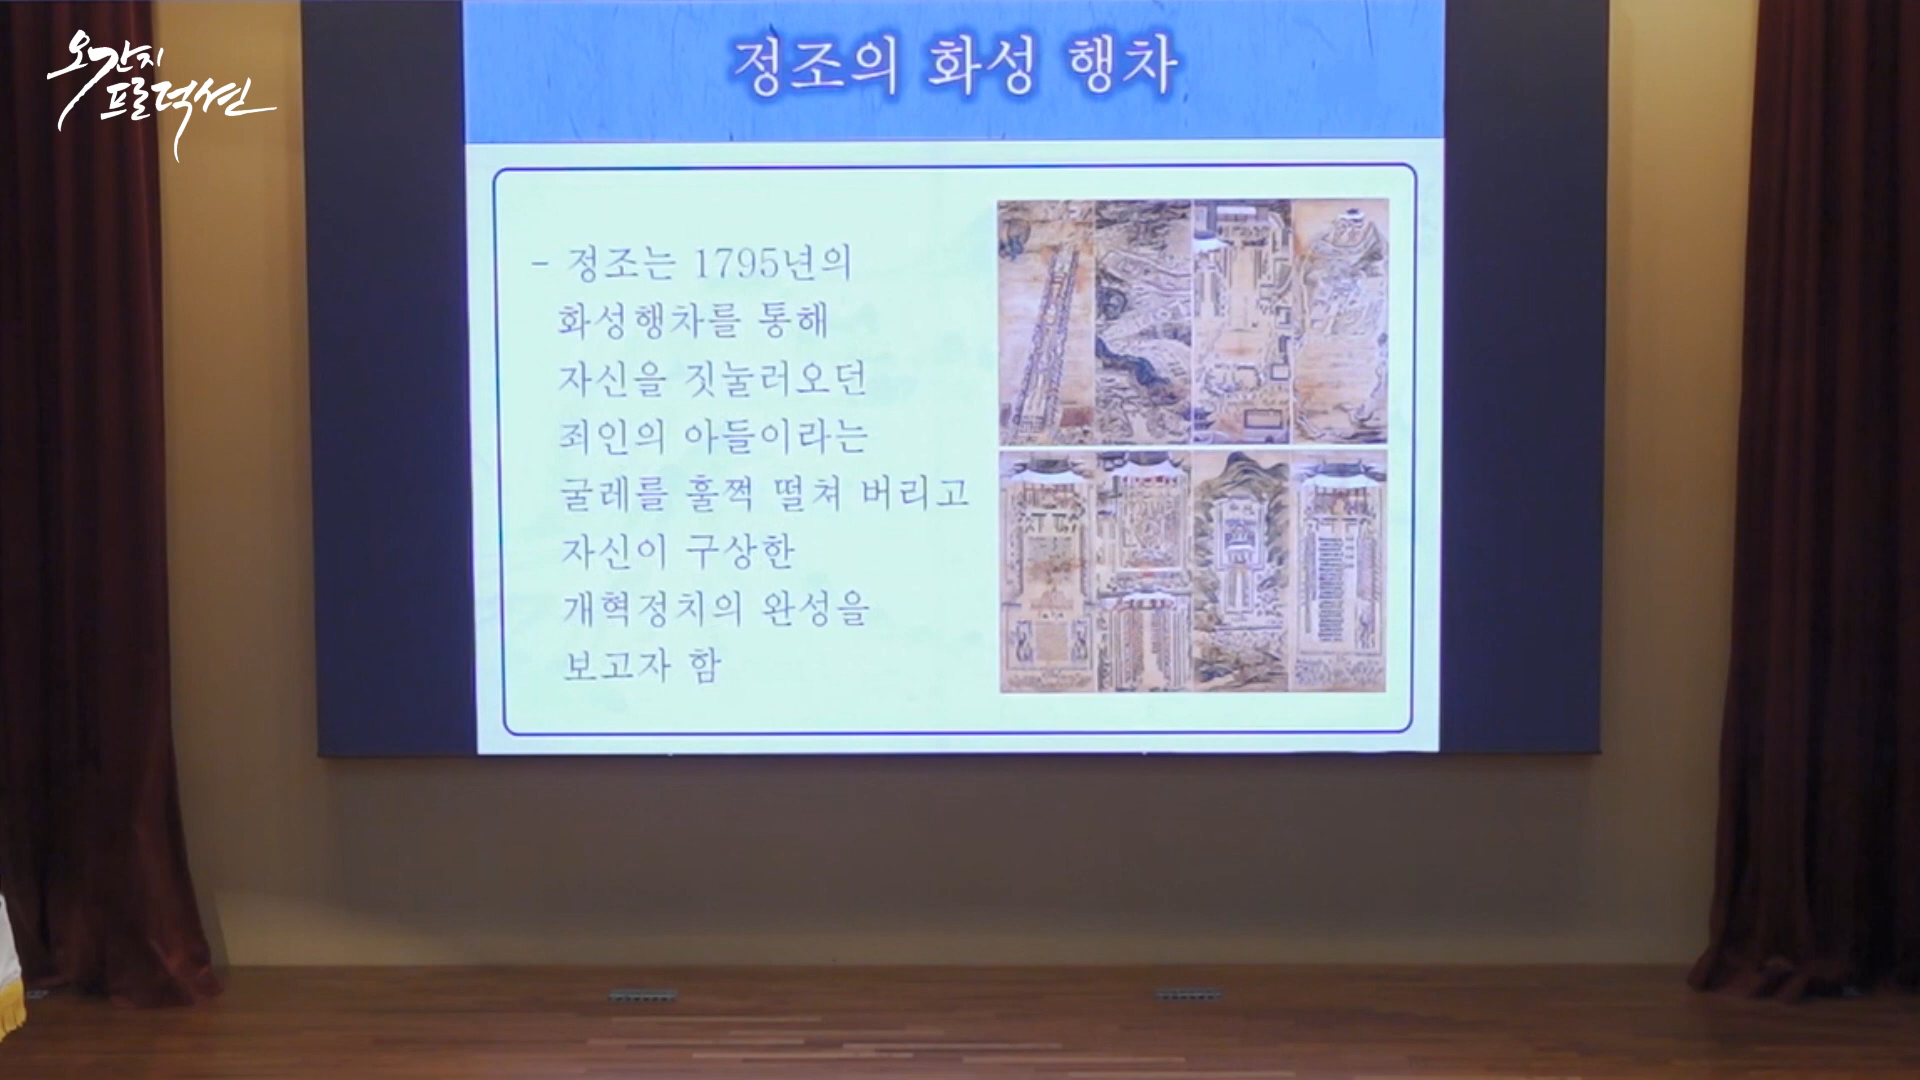 오간지
프로덕션
정조의 화성 행차
- 정조는 1795년의
화성행차를 통해
자신을 짓눌러오던
죄인의 아들이라는
굴레를 훌쩍 떨쳐 버리고
자신이 구상한
개혁정치의 완성을
보고자 함